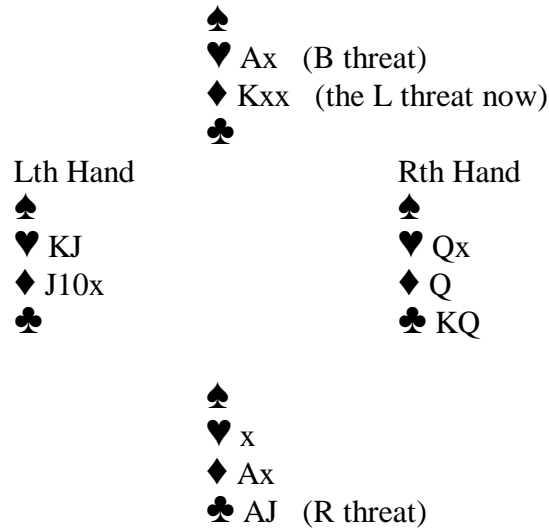 ♠
♥ Ax (B threat)
♦ Kxx (the L threat now)
♣
Lth Hand Rth Hand
♠ ♠
♥ KJ ♥ Qx
♦ J10x ♦ Q
♣ ♣ KQ
♠
♥ x
♦ Ax
♣ AJ (R threat)